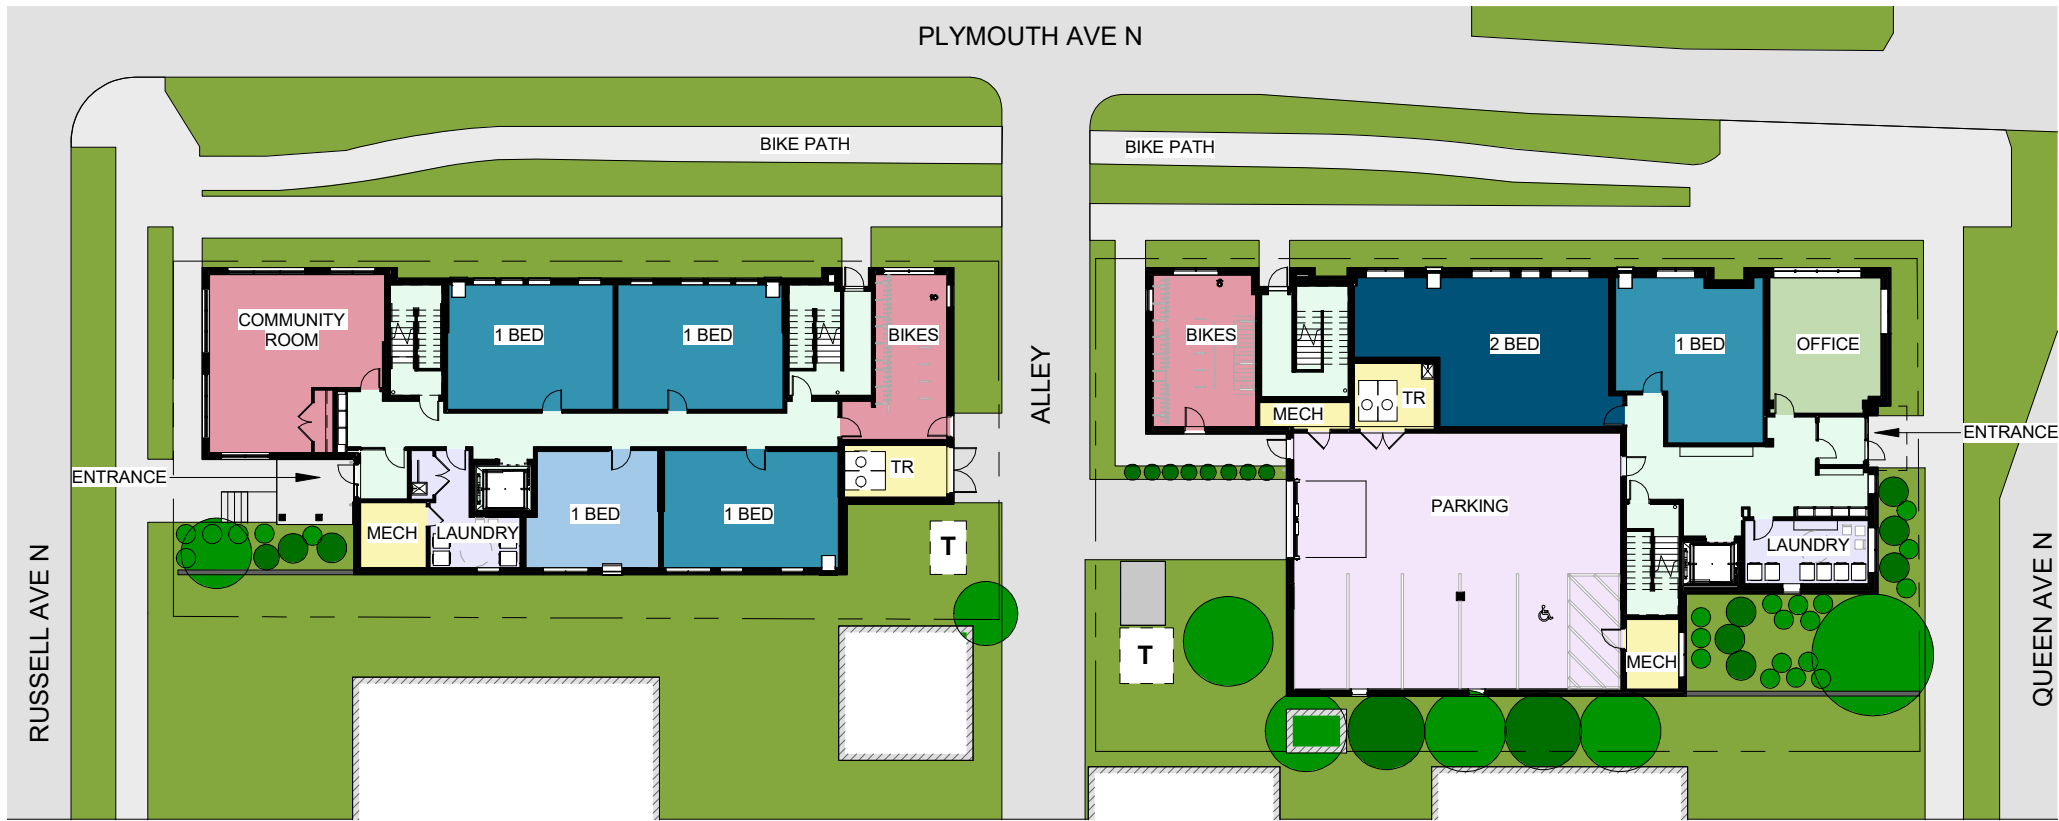 PLYMOUTH AVE N
BIKE PATH
BIKE PATH
COMMUNITY
ROOM
1 BED
1 BED
BIKES
BIKES
2 BED
1 BED
OFFICE
ALLEY
TR
MECH
ENTRANCE
ENTRANCE
TR
1 BED
1 BED
PARKING
MECH
LAUNDRY
T
LAUNDRY
T
MECH
RUSSELL AVE N
QUEEN AVE N